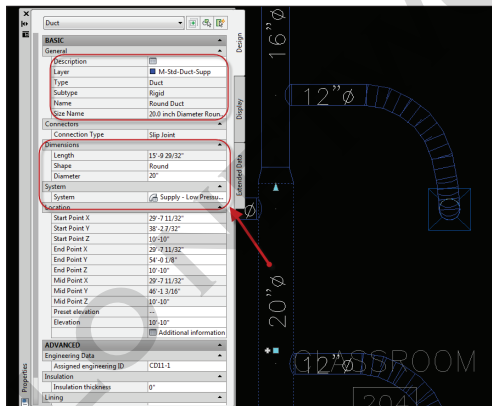 Duct
BASIC
General
Description
Layer M-Std-Duct-Supp
Type Duct
Subtype Rigid
Name Round Duct
Size Name 20.0 inch Diameter Roun...
Connectors
Connection Type Slip Joint
Dimensions
Length 15'-9 29/32"
Shape Round
Diameter 20"
System
System Supply - Low Pressu...
Location
Start Point X 29'-7 11/32"
Start Point Y 38'-2 7/32"
Start Point Z 10'-10"
End Point X 29'-7 11/32"
End Point Y 54'-0 1/8"
End Point Z 10'-10"
Mid Point X 29'-7 11/32"
Mid Point Y 46'-1 3/16"
Mid Point Z 10'-10"
Preset elevation --
Elevation 10'-10"
Additional information
ADVANCED
Engineering Data
Assigned engineering ID CD11-1
Insulation
Insulation thickness 0"
Lining
Design
Display
Extended Data
Properties
16"Ø
12"Ø
Ø
20"Ø
12"Ø
CLASSROOM
204